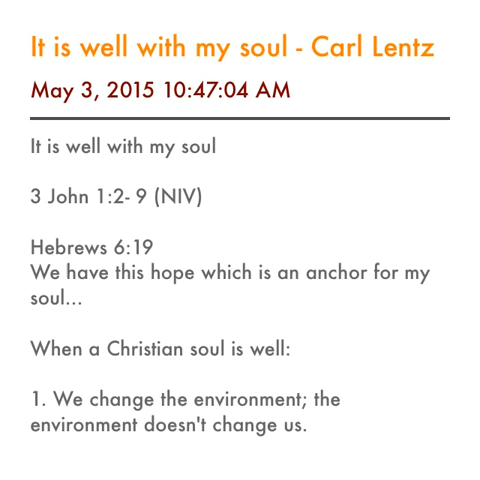 It is well with my soul - Carl Lentz
May 3, 2015 10:47:04 AM
It is well with my soul
3 John 1:2- 9 (NIV)
Hebrews 6:19
We have this hope which is an anchor for my
soul...
When a Christian soul is well:
1. We change the environment; the
environment doesn't change us.